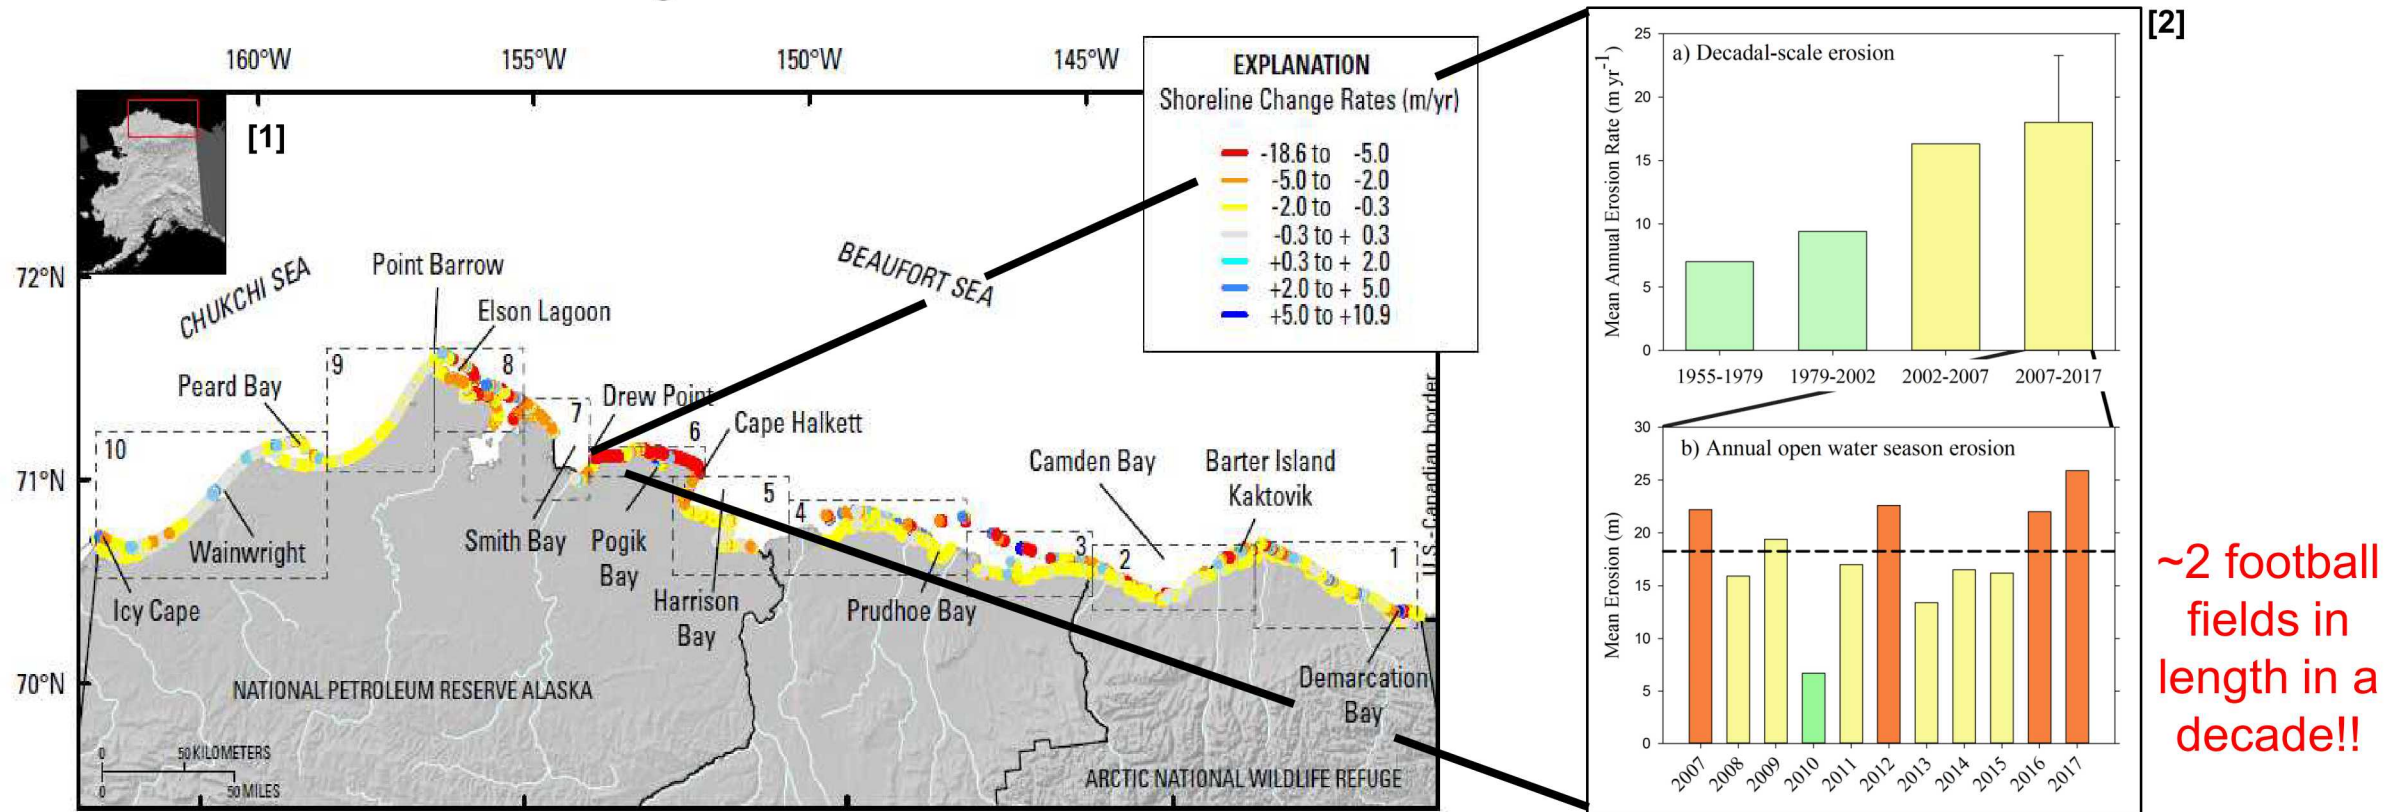 160°W
155°W
150°W
145°W
[1]
EXPLANATION
Shoreline Change Rates (m/yr)
-18.6 to -5.0
-5.0 to -2.0
-2.0 to -0.3
-0.3 to + 0.3
+0.3 to + 2.0
+2.0 to + 5.0
+5.0 to +10.9
72°N
71°N
70°N
CHUKCHI SEA
BEAUFORT SEA
Point Barrow
Elson Lagoon
Peard Bay
9
8
7
Drew Point
6
Cape Halkett
10
5
4
3
2
1
Camden Bay
Barter Island
Kaktovik
U.S.-Canadian border
Wainwright
Icy Cape
Smith Bay
Pogik
Bay
Harrison
Bay
Prudhoe Bay
Demarcation
Bay
NATIONAL PETROLEUM RESERVE ALASKA
ARCTIC NATIONAL WILDLIFE REFUGE
0 50 KILOMETERS
0 50 MILES
[2]
a) Decadal-scale erosion
Mean Annual Erosion Rate (m yr-1)
25
20
15
10
5
0
1955-1979 1979-2002 2002-2007 2007-2017
b) Annual open water season erosion
Mean Erosion (m)
30
25
20
15
10
5
0
2007 2008 2009 2010 2011 2012 2013 2014 2015 2016 2017
~2 football
fields in
length in a
decade!!